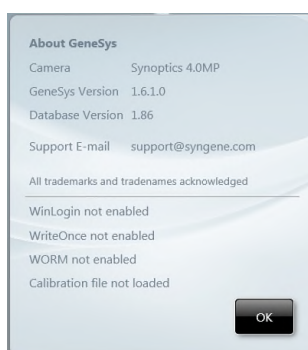 About GeneSys
Camera Synoptics 4.0MP
GeneSys Version 1.6.1.0
Database Version 1.86
Support E-mail support@syngene.com
All trademarks and tradenames acknowledged
WinLogin not enabled
WriteOnce not enabled
WORM not enabled
Calibration file not loaded
OK